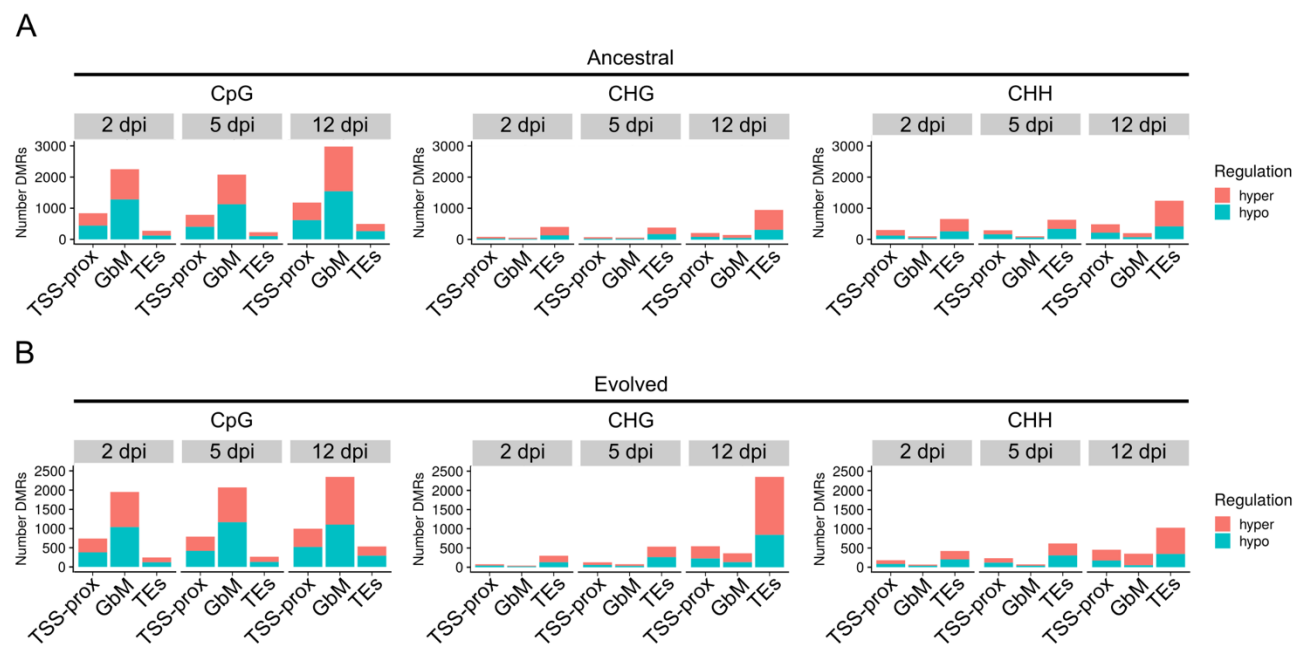 A
Ancestral
CpG CHG CHH
2 dpi 5 dpi 12 dpi 2 dpi 5 dpi 12 dpi 2 dpi 5 dpi 12 dpi
Number DMRs
3000
2000
1000
0
Number DMRs
3000
2000
1000
0
Number DMRs
3000
2000
1000
0
Regulation
hyper
hypo
TSS-prox GbM TEs TSS-prox GbM TEs TSS-prox GbM TEs
TSS-prox GbM TEs TSS-prox GbM TEs TSS-prox GbM TEs
TSS-prox GbM TEs TSS-prox GbM TEs TSS-prox GbM TEs
B
Evolved
CpG CHG CHH
2 dpi 5 dpi 12 dpi 2 dpi 5 dpi 12 dpi 2 dpi 5 dpi 12 dpi
Number DMRs
2500
2000
1500
1000
500
0
Number DMRs
2500
2000
1500
1000
500
0
Number DMRs
2500
2000
1500
1000
500
0
Regulation
hyper
hypo
TSS-prox GbM TEs TSS-prox GbM TEs TSS-prox GbM TEs
TSS-prox GbM TEs TSS-prox GbM TEs TSS-prox GbM TEs
TSS-prox GbM TEs TSS-prox GbM TEs TSS-prox GbM TEs